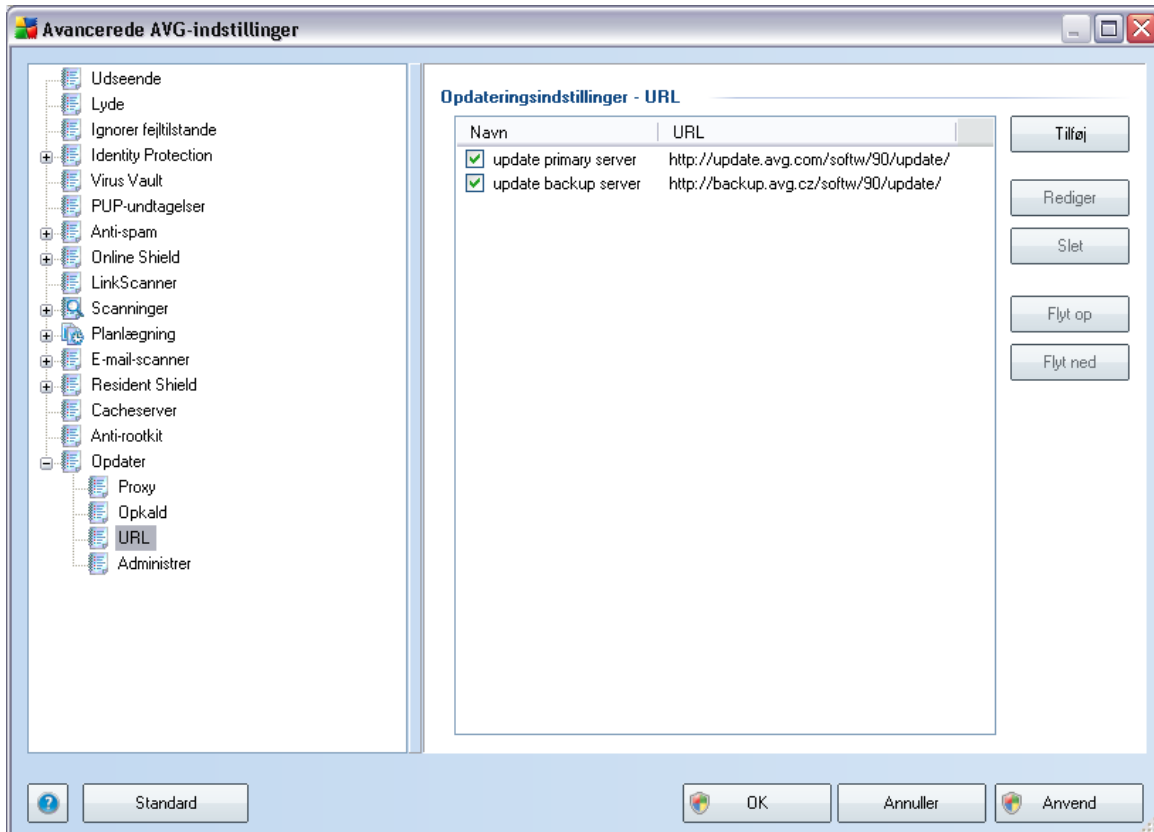 Avancerede AVG-indstillinger
Udseende
Lyde
Ignorer fejltilstande
Identity Protection
Virus Vault
PUP-undtagelser
Anti-spam
Online Shield
LinkScanner
Scanninger
Planlægning
E-mail-scanner
Resident Shield
Cacheserver
Anti-rootkit
Opdater
Proxy
Opkald
URL
Administrer
Opdateringsindstillinger - URL
Navn URL
update primary server http://update.avg.com/softw/90/update/
update backup server http://backup.avg.cz/softw/90/update/
Tilføj
Rediger
Slet
Flyt op
Flyt ned
Standard
OK
Annuller
Anvend